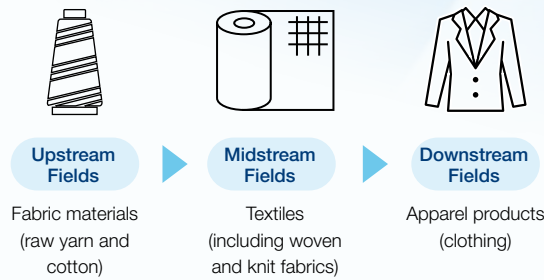 Upstream
Fields
Midstream
Fields
Downstream
Fields
Fabric materials
(raw yarn and
cotton)
Textiles
(including woven
and knit fabrics)
Apparel products
(clothing)